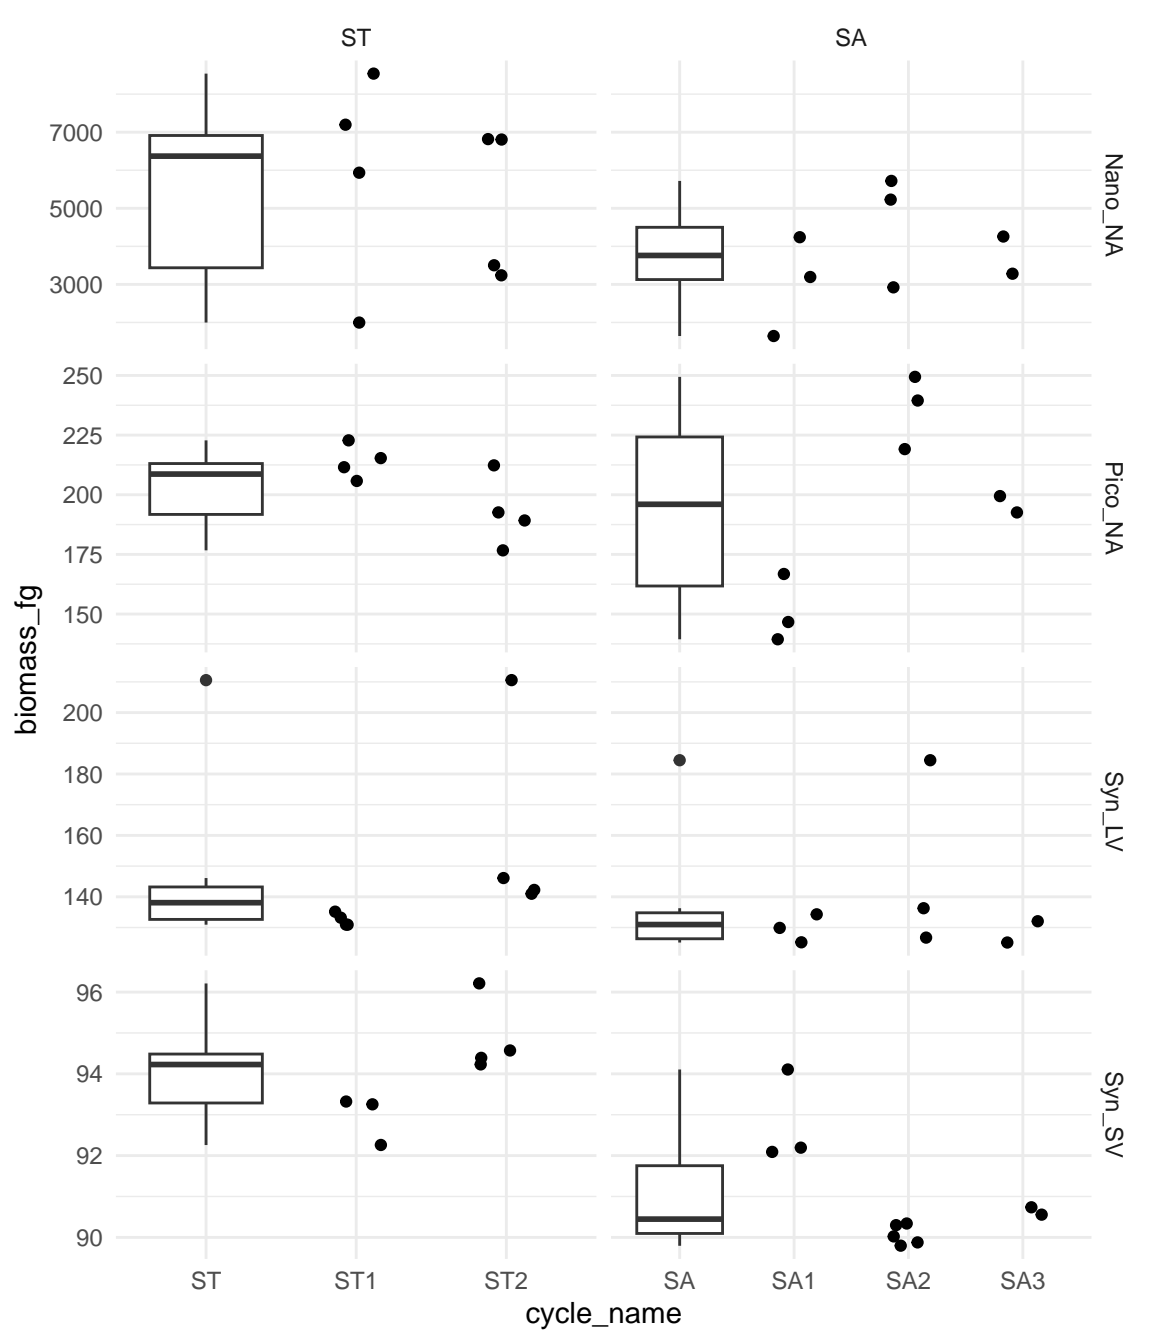 ST SA
7000
5000
3000
Nano_NA
250
225
200
175
150
Pico_NA
biomass_fg
200
180
160
140
Syn_LV
96
94
92
90
Syn_SV
ST ST1 ST2 SA SA1 SA2 SA3
cycle_name